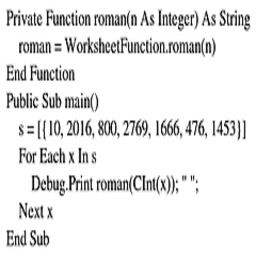 Private Function roman(n As Integer) As String
roman = WorksheetFunction.roman(n)
End Function
Public Sub main()
s = [{10, 2016, 800, 2769, 1666, 476, 1453}]
For Each x In s
Debug.Print roman(CInt(x)); " ";
Next x
End Sub